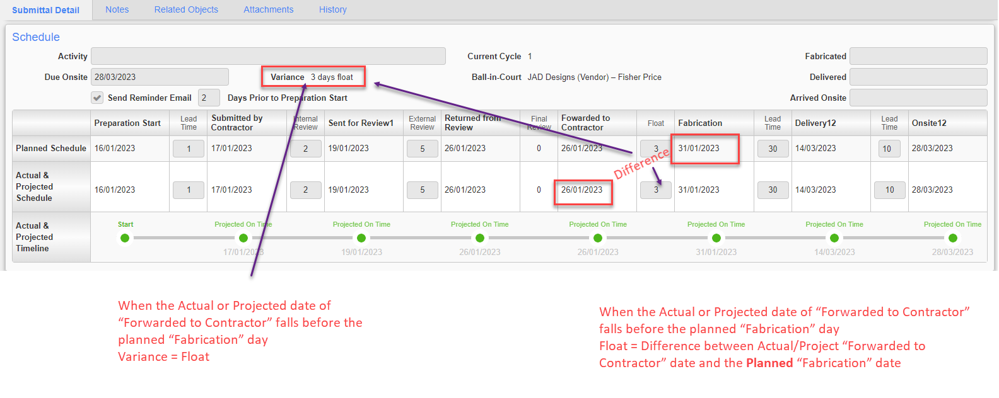 Submittal Detail Notes Related Objects Attachments History
Schedule
Activity Current Cycle 1 Fabricated
Due Onsite 28/03/2023 Variance 3 days float Ball-in-Court JAD Designs (Vendor) – Fisher Price Delivered
Send Reminder Email 2 Days Prior to Preparation Start Arrived Onsite
Preparation Start Lead Time Submitted by Contractor Internal Review Sent for Review1 External Review Returned from Review Final Review Fowarded to Contractor Float Fabrication Lead Time Delivery12 Lead Time Onsite12
Planned Schedule 16/01/2023 1 17/01/2023 2 19/01/2023 5 26/01/2023 0 26/01/2023 3 31/01/2023 30 14/03/2023 10 28/03/2023
Difference
Actual & Projected Schedule 16/01/2023 1 17/01/2023 2 19/01/2023 5 26/01/2023 0 26/01/2023 3 31/01/2023 30 14/03/2023 10 28/03/2023
Actual & Projected Timeline
Start Projected On Time Projected On Time Projected On Time Projected On Time Projected On Time Projected On Time Projected On Time
17/01/2023 19/01/2023 26/01/2023 26/01/2023 31/01/2023 14/03/2023 28/03/2023
When the Actual or Projected date of
“Forwarded to Contractor” falls before the
planned “Fabrication” day
Variance = Float
When the Actual or Projected date of “Forwarded to Contractor”
falls before the planned “Fabrication” day
Float = Difference between Actual/Project “Forwarded to
Contractor” date and the Planned “Fabrication” date